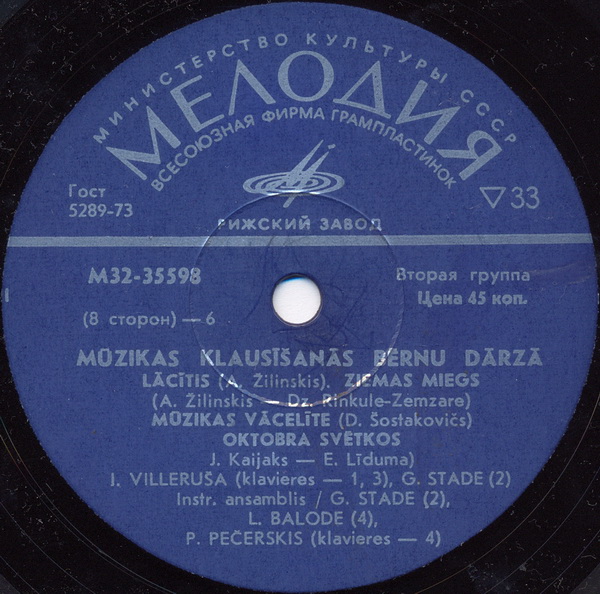 МИНИСТЕРСТВО КУЛЬТУРЫ СССР
МЕЛОДИЯ
ВСЕСОЮЗНАЯ ФИРМА ГРАМПЛАСТИНОК
Гост
5289-73
▽33
РИЖСКИЙ ЗАВОД
М32-35598
Вторая группа
Цена 45 коп.
(8 сторон) — 6
MŪZIKAS KLAUSĪŠANĀS BĒRNU DĀRZĀ
LĀCĪTIS (A. Žilinskis). ZIEMAS MIEGS
(A. Žilinskis — Dz. Rinkule-Zemzare)
MŪZIKAS VĀCELĪTE (D. Šostakovičs)
OKTOBRA SVĒTKOS
J. Kaijaks — E. Līduma)
I. VILLERUŠA (klavieres — 1, 3), G. STADE (2)
Instr. ansamblis / G. STADE (2),
L. BALODE (4),
P. PEČERSKIS (klavieres — 4)